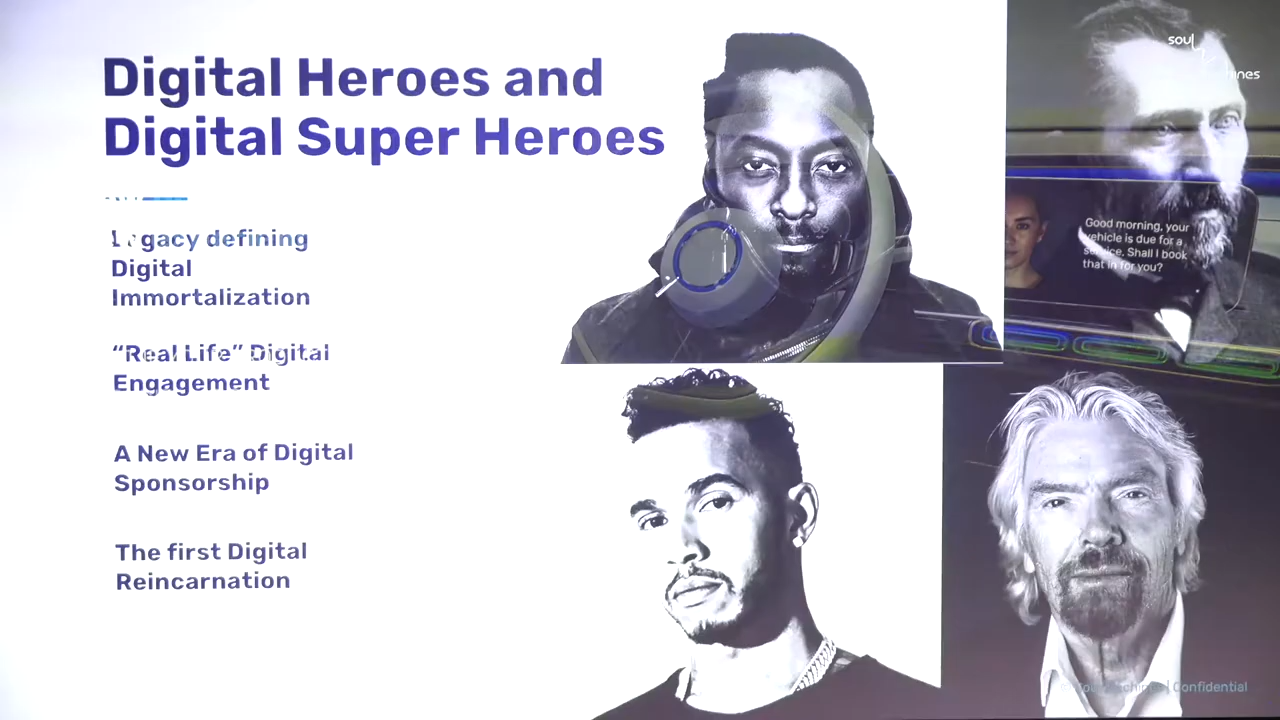 Digital Heroes and
Digital Super Heroes
Legacy defining
Digital
Immortalization
“Real Life” Digital
Engagement
A New Era of Digital
Sponsorship
The first Digital
Reincarnation
soul
Good morning, your
vehicle is due for a
service. Shall I book
that in for you?
| Confidential